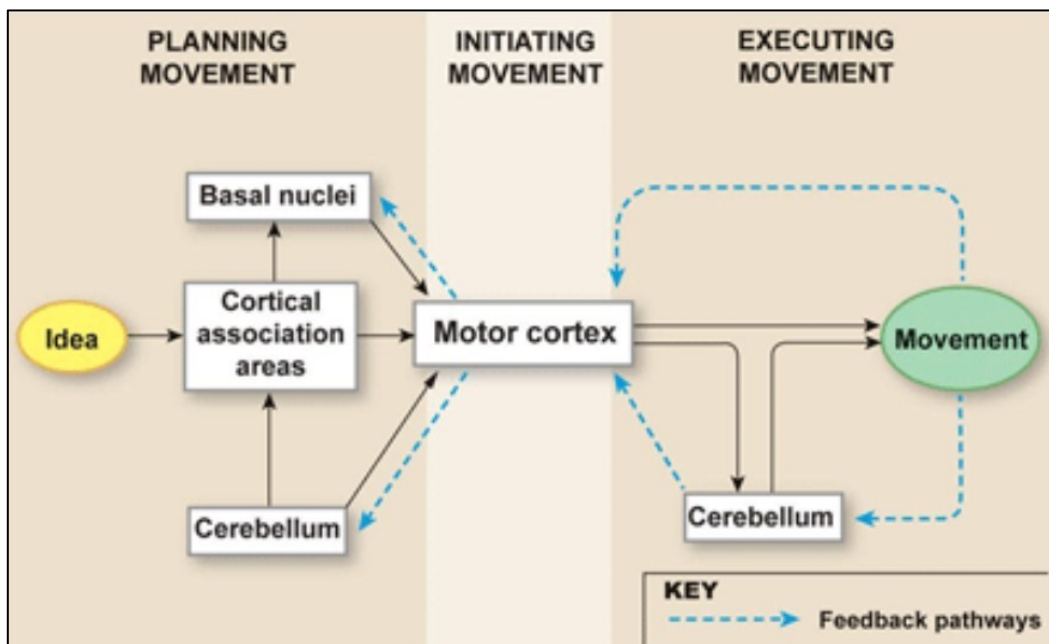 PLANNING
MOVEMENT
INITIATING
MOVEMENT
EXECUTING
MOVEMENT
Basal nuclei
Idea
Cortical
association
areas
Motor cortex
Movement
Cerebellum
Cerebellum
KEY
Feedback pathways